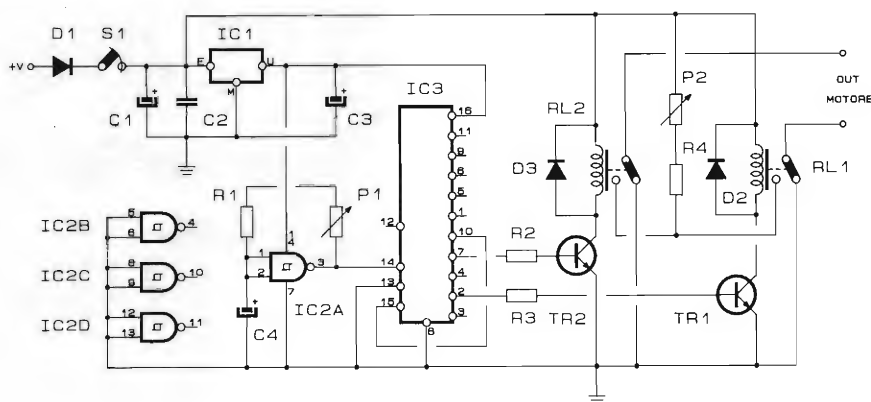 D1 S1 IC1
+V E U
M
C1 C2 C3
IC3
16
11
9
6
5
1
10
7
4
2
3
12
14
13
15
8
RL2
P2
OUT
MOTORE
D3
R4
D2
RL1
R1
P1
IC2B
5
6
4
IC2C
8
9
10
IC2D
12
13
11
1
4
1
2
3
7
IC2A
C4
R2
R3
TR2
TR1